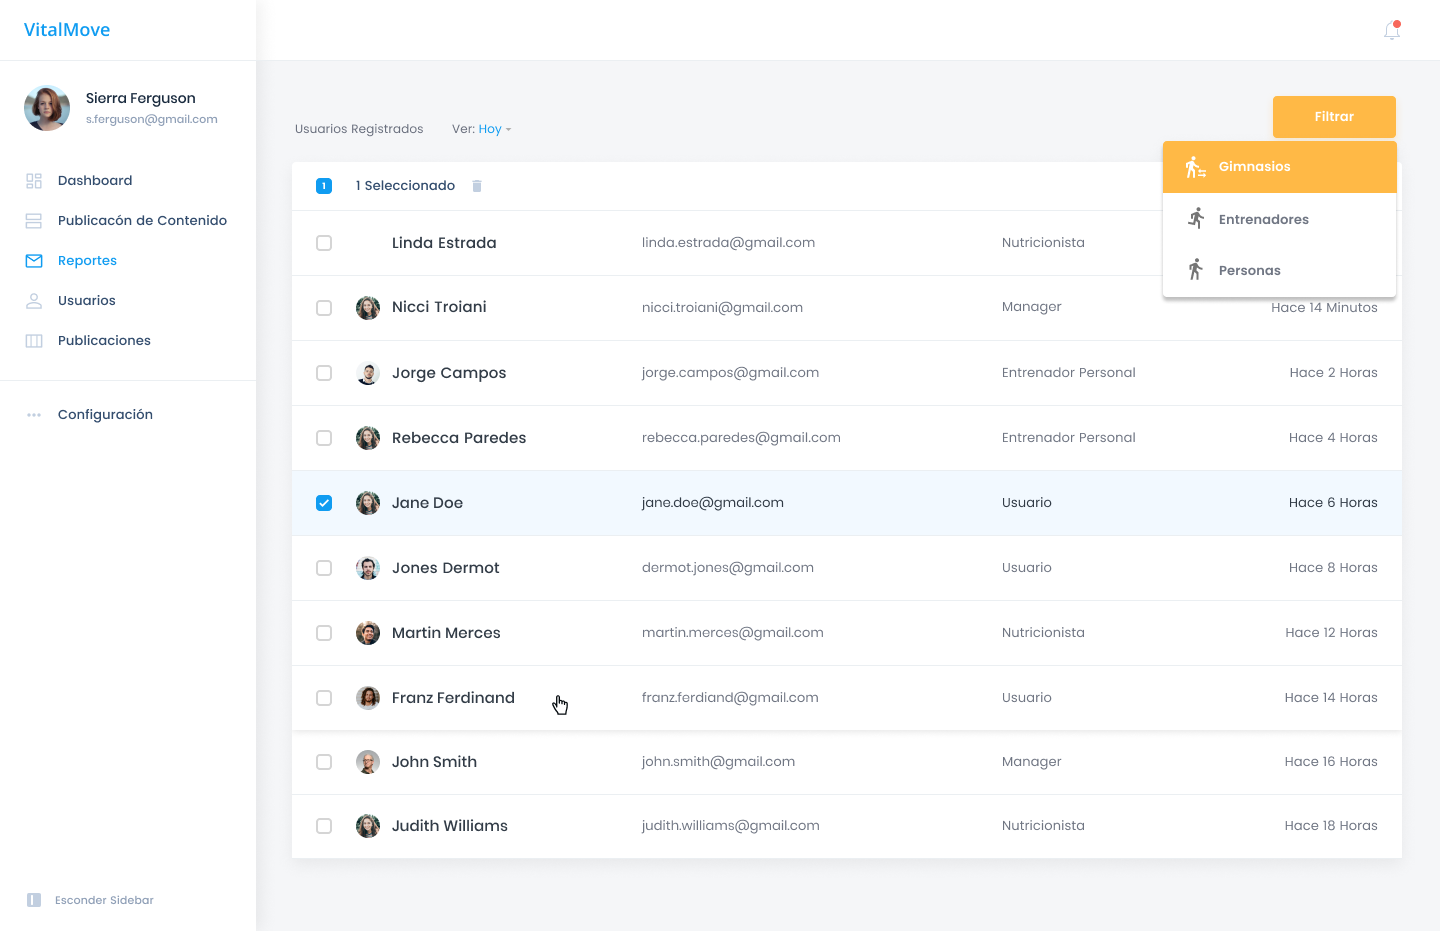 VitalMove
Sierra Ferguson
s.ferguson@gmail.com
Dashboard
Publicacón de Contenido
Reportes
Usuarios
Publicaciones
Configuración
Esconder Sidebar
Usuarios Registrados Ver: Hoy
Filtrar
Gimnasios
Entrenadores
Personas
1 1 Seleccionado
Linda Estrada linda.estrada@gmail.com Nutricionista
Nicci Troiani nicci.troiani@gmail.com Manager Hace 14 Minutos
Jorge Campos jorge.campos@gmail.com Entrenador Personal Hace 2 Horas
Rebecca Paredes rebecca.paredes@gmail.com Entrenador Personal Hace 4 Horas
Jane Doe jane.doe@gmail.com Usuario Hace 6 Horas
Jones Dermot dermot.jones@gmail.com Usuario Hace 8 Horas
Martin Merces martin.merces@gmail.com Nutricionista Hace 12 Horas
Franz Ferdinand franz.ferdiand@gmail.com Usuario Hace 14 Horas
John Smith john.smith@gmail.com Manager Hace 16 Horas
Judith Williams judith.williams@gmail.com Nutricionista Hace 18 Horas